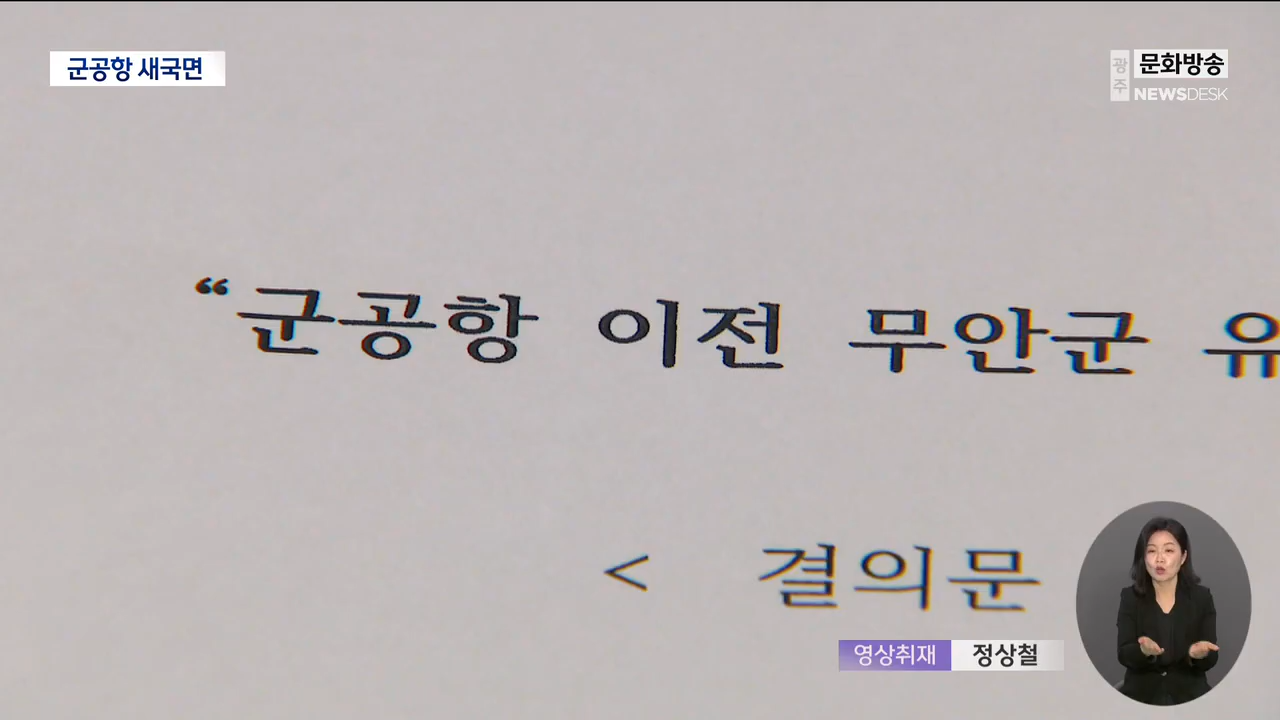 군공항 새국면
광주 문화방송
NEWSDESK
“군공항 이전 무안군 유
< 결의문
영상취재 정상철